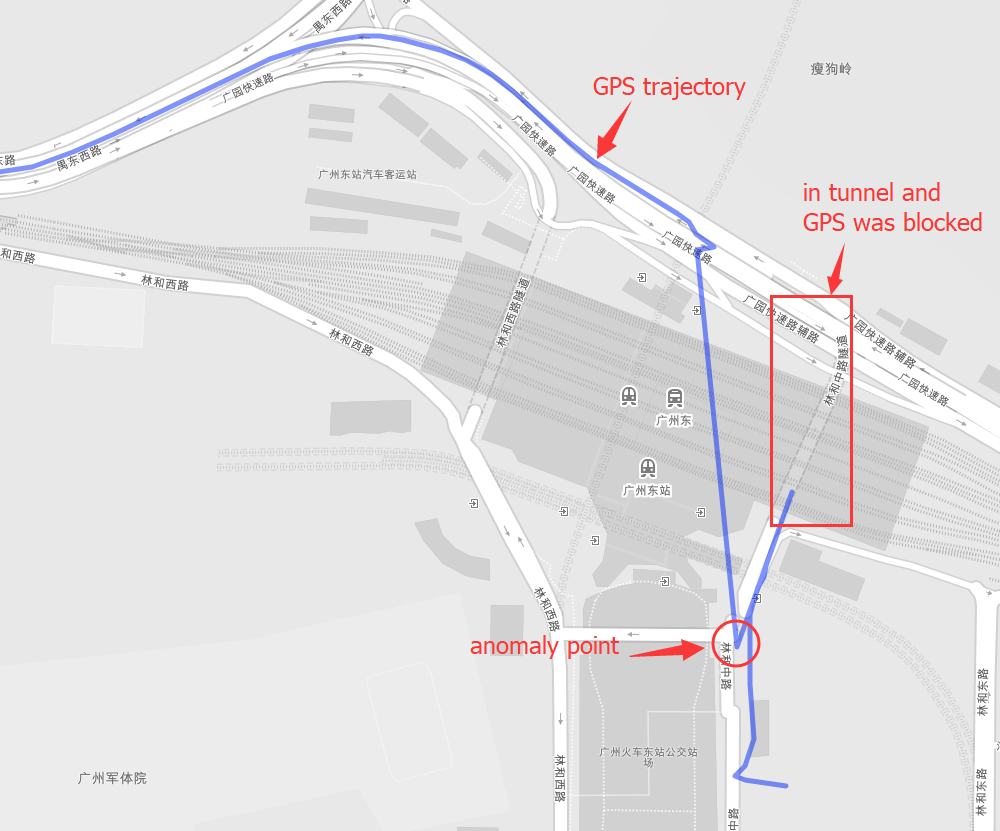 禺东西路
瘦狗岭
GPS trajectory
广园快速路
广园快速路
东路
禺东西路
广州东站汽车客运站
广园快速路
in tunnel and
GPS was blocked
广园快速路
林和西路
林和西路
林和西路隧道
广园快速路辅路
广园快速路辅路
林和西路
林和中路隧道
广园快速路
广州东
广州东站
林和西路
anomaly point
林和中路
林和东路
广州火车东站公交站
场
广州军体院
林和西路
林和东路
中路